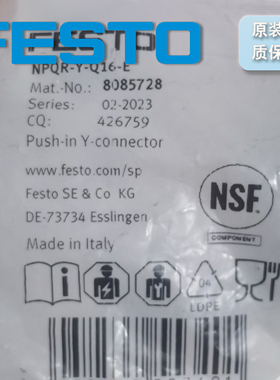 FESTO
原装
质保
FESTO
NPQR-Y-Q16-E
Mat.-No.: 8085728
Series: 02-2023
CQ: 426759
Push-in Y-connector
www.festo.com/sp
Festo SE & Co KG
DE-73734 Esslingen
Made in Italy
NSF
COMPONENT
04
LDPE